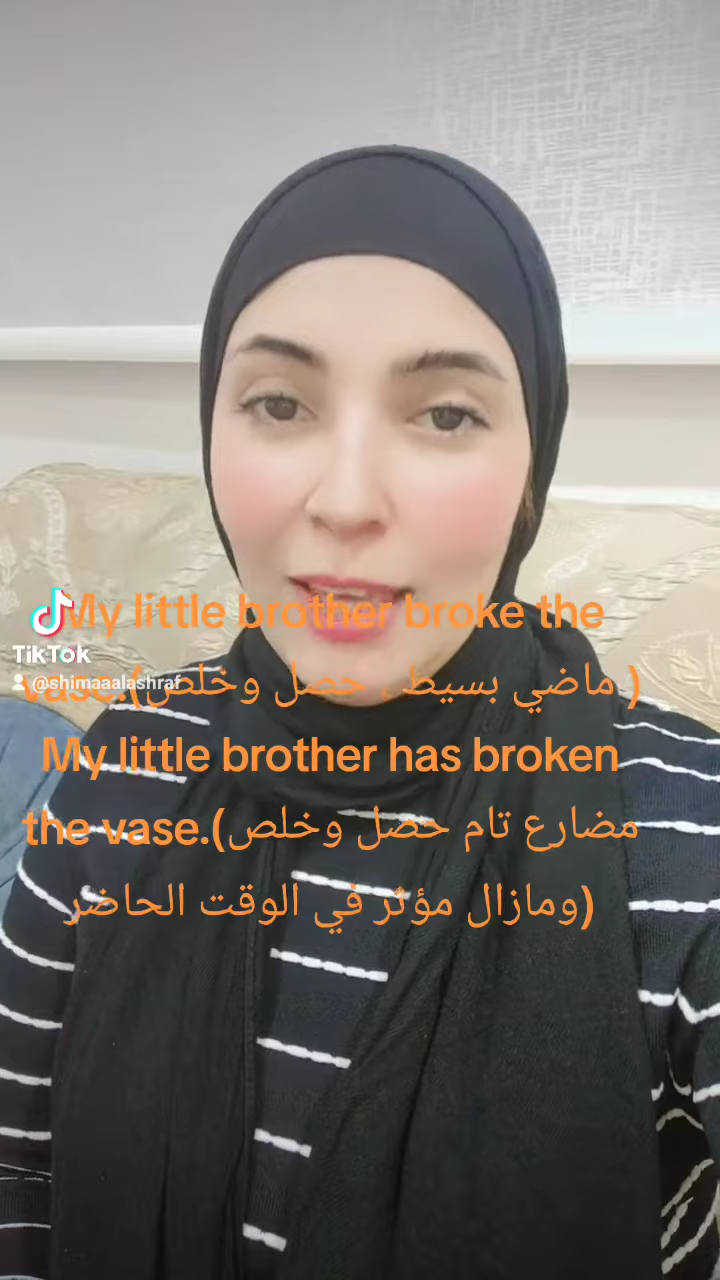 My little brother broke the
vase.(ماضي بسيط ، حصل وخلص )
My little brother has broken
the vase.(مضارع تام حصل وخلص
ومازال مؤثر في الوقت الحاضر)
TikTok
@shimaaalashraf